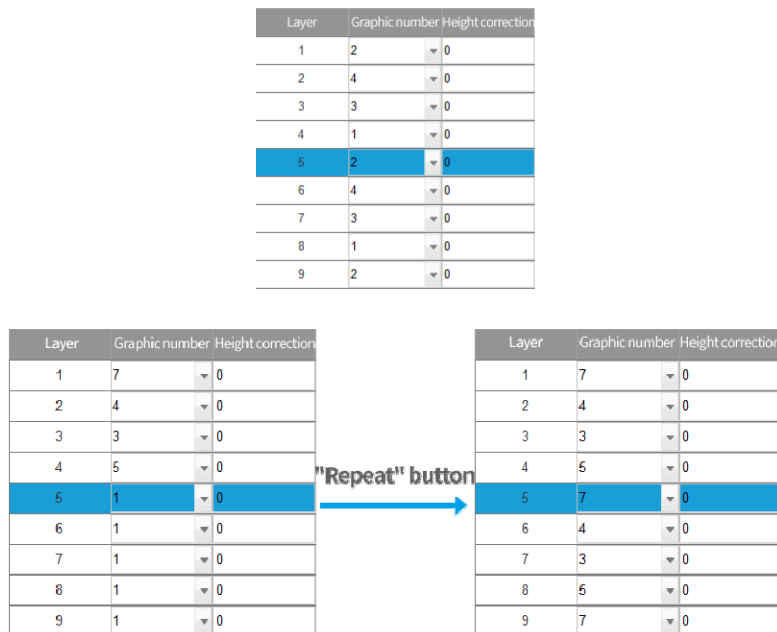 Layer Graphic number Height correction
1 2 0
2 4 0
3 3 0
4 1 0
5 2 0
6 4 0
7 3 0
8 1 0
9 2 0
Layer Graphic number Height correction
1 7 0
2 4 0
3 3 0
4 5 0
5 1 0
6 1 0
7 1 0
8 1 0
9 1 0
"Repeat" button
Layer Graphic number Height correction
1 7 0
2 4 0
3 3 0
4 5 0
5 7 0
6 4 0
7 3 0
8 5 0
9 7 0